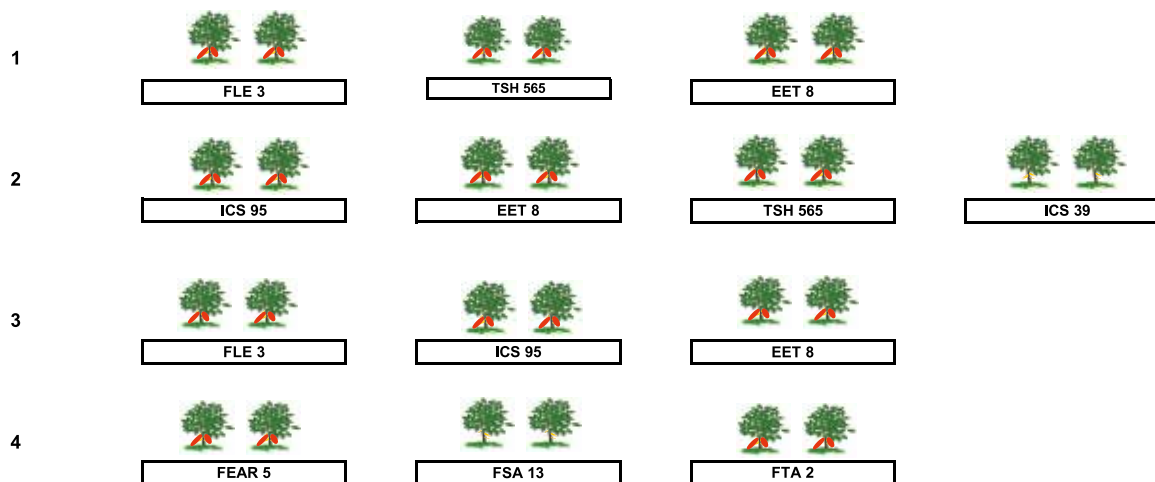 1
FLE 3
TSH 565
EET 8
2
ICS 95
EET 8
TSH 565
ICS 39
3
FLE 3
ICS 95
EET 8
4
FEAR 5
FSA 13
FTA 2